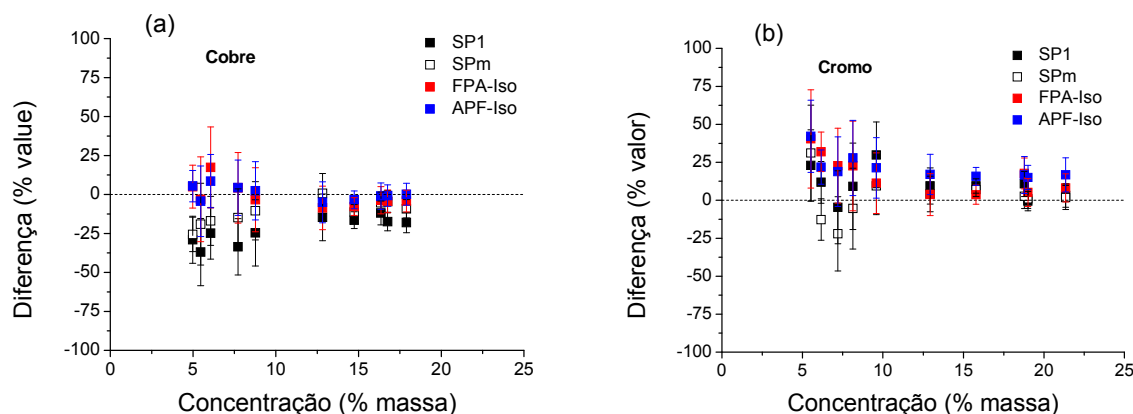 (a)
Cobre
SP1
SPm
FPA-Iso
APF-Iso
Diferença (% value)
100
75
50
25
0
-25
-50
-75
-100
0 5 10 15 20 25
Concentração (% massa)
(b)
Cromo
SP1
SPm
FPA-Iso
APF-Iso
Diferença (% valor)
100
75
50
25
0
-25
-50
-75
-100
0 5 10 15 20 25
Concentração (% massa)